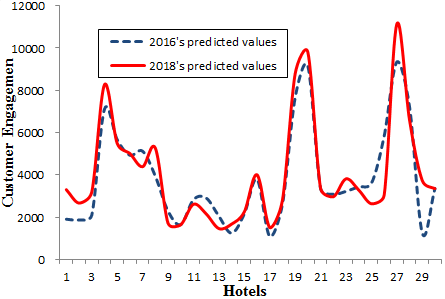 12000
10000
8000
6000
4000
2000
0
Customer Engagemen
2016's predicted values
2018's predicted values
1 3 5 7 9 11 13 15 17 19 21 23 25 27 29
Hotels